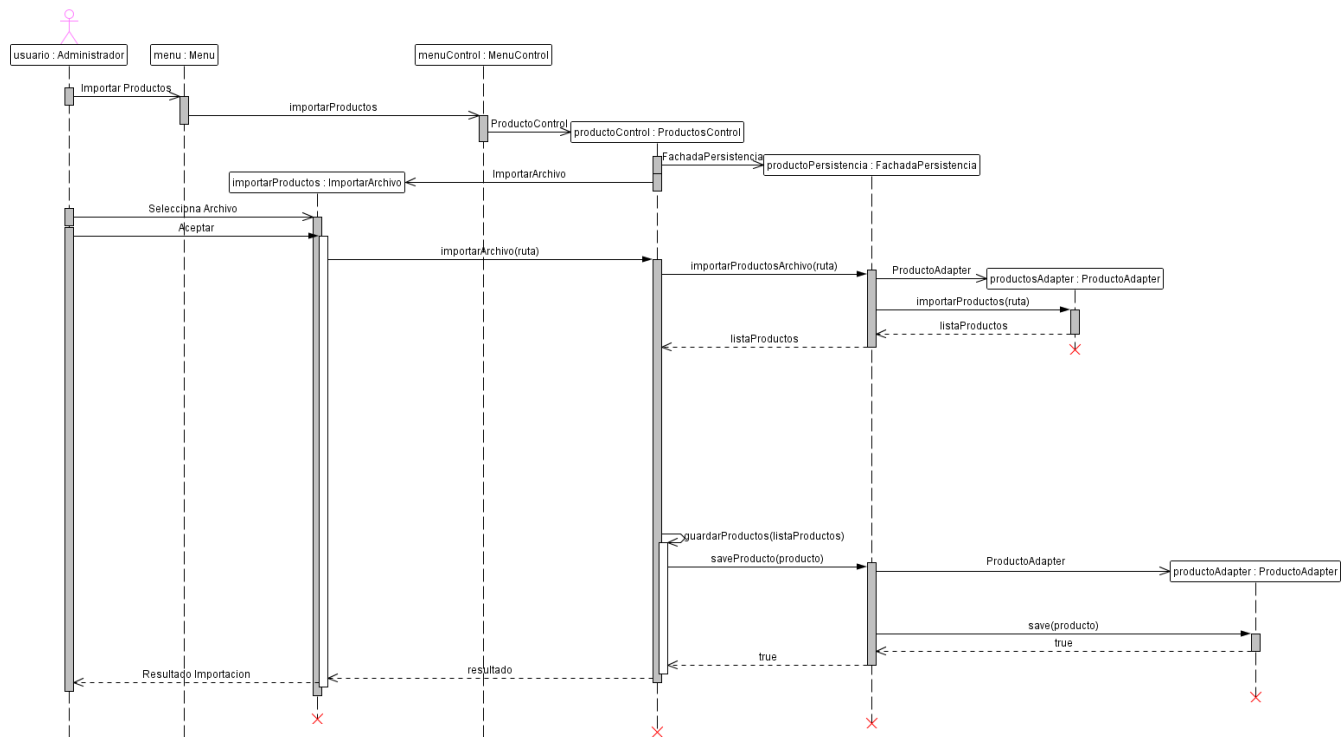 usuario : Administrador
menu : Menu
menuControl : MenuControl
Importar Productos
importarProductos
ProductoControl
productoControl : ProductosControl
FachadaPersistencia
productoPersistencia : FachadaPersistencia
ImportarArchivo
importarProductos : ImportarArchivo
Selecciona Archivo
Aceptar
importarArchivo(ruta)
importarProductosArchivo(ruta)
ProductoAdapter
productosAdapter : ProductoAdapter
importarProductos(ruta)
listaProductos
listaProductos
guardarProductos(listaProductos)
saveProducto(producto)
ProductoAdapter
productoAdapter : ProductoAdapter
save(producto)
true
true
resultado
Resultado Importacion